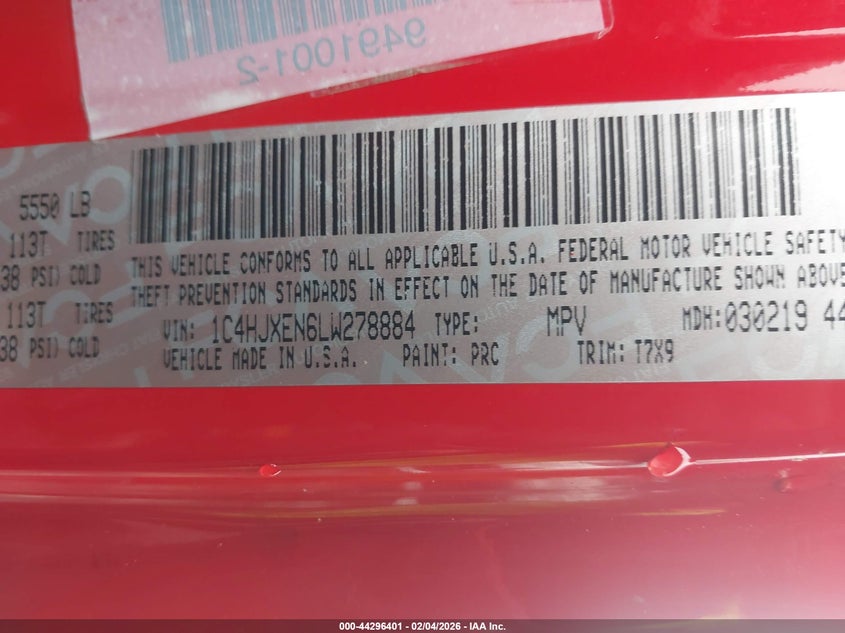 9491001-2
5550 LB
113T TIRES
38 PSI) COLD
113T
38 PSI) COLD
THIS VEHICLE CONFORMS TO ALL APPLICABLE U.S.A. FEDERAL MOTOR VEHICLE SAFETY
THEFT PREVENTION STANDARDS IN EFFECT ON THE DATE OF MANUFACTURE SHOWN ABOVE
VIN: 1C4HJXEN6LW278884 TYPE: MPV MDH:030219 44
VEHICLE MADE IN U.S.A. PAINT: PRC TRIM: T7X9
000-44296401 - 02/04/2026 - IAA Inc.